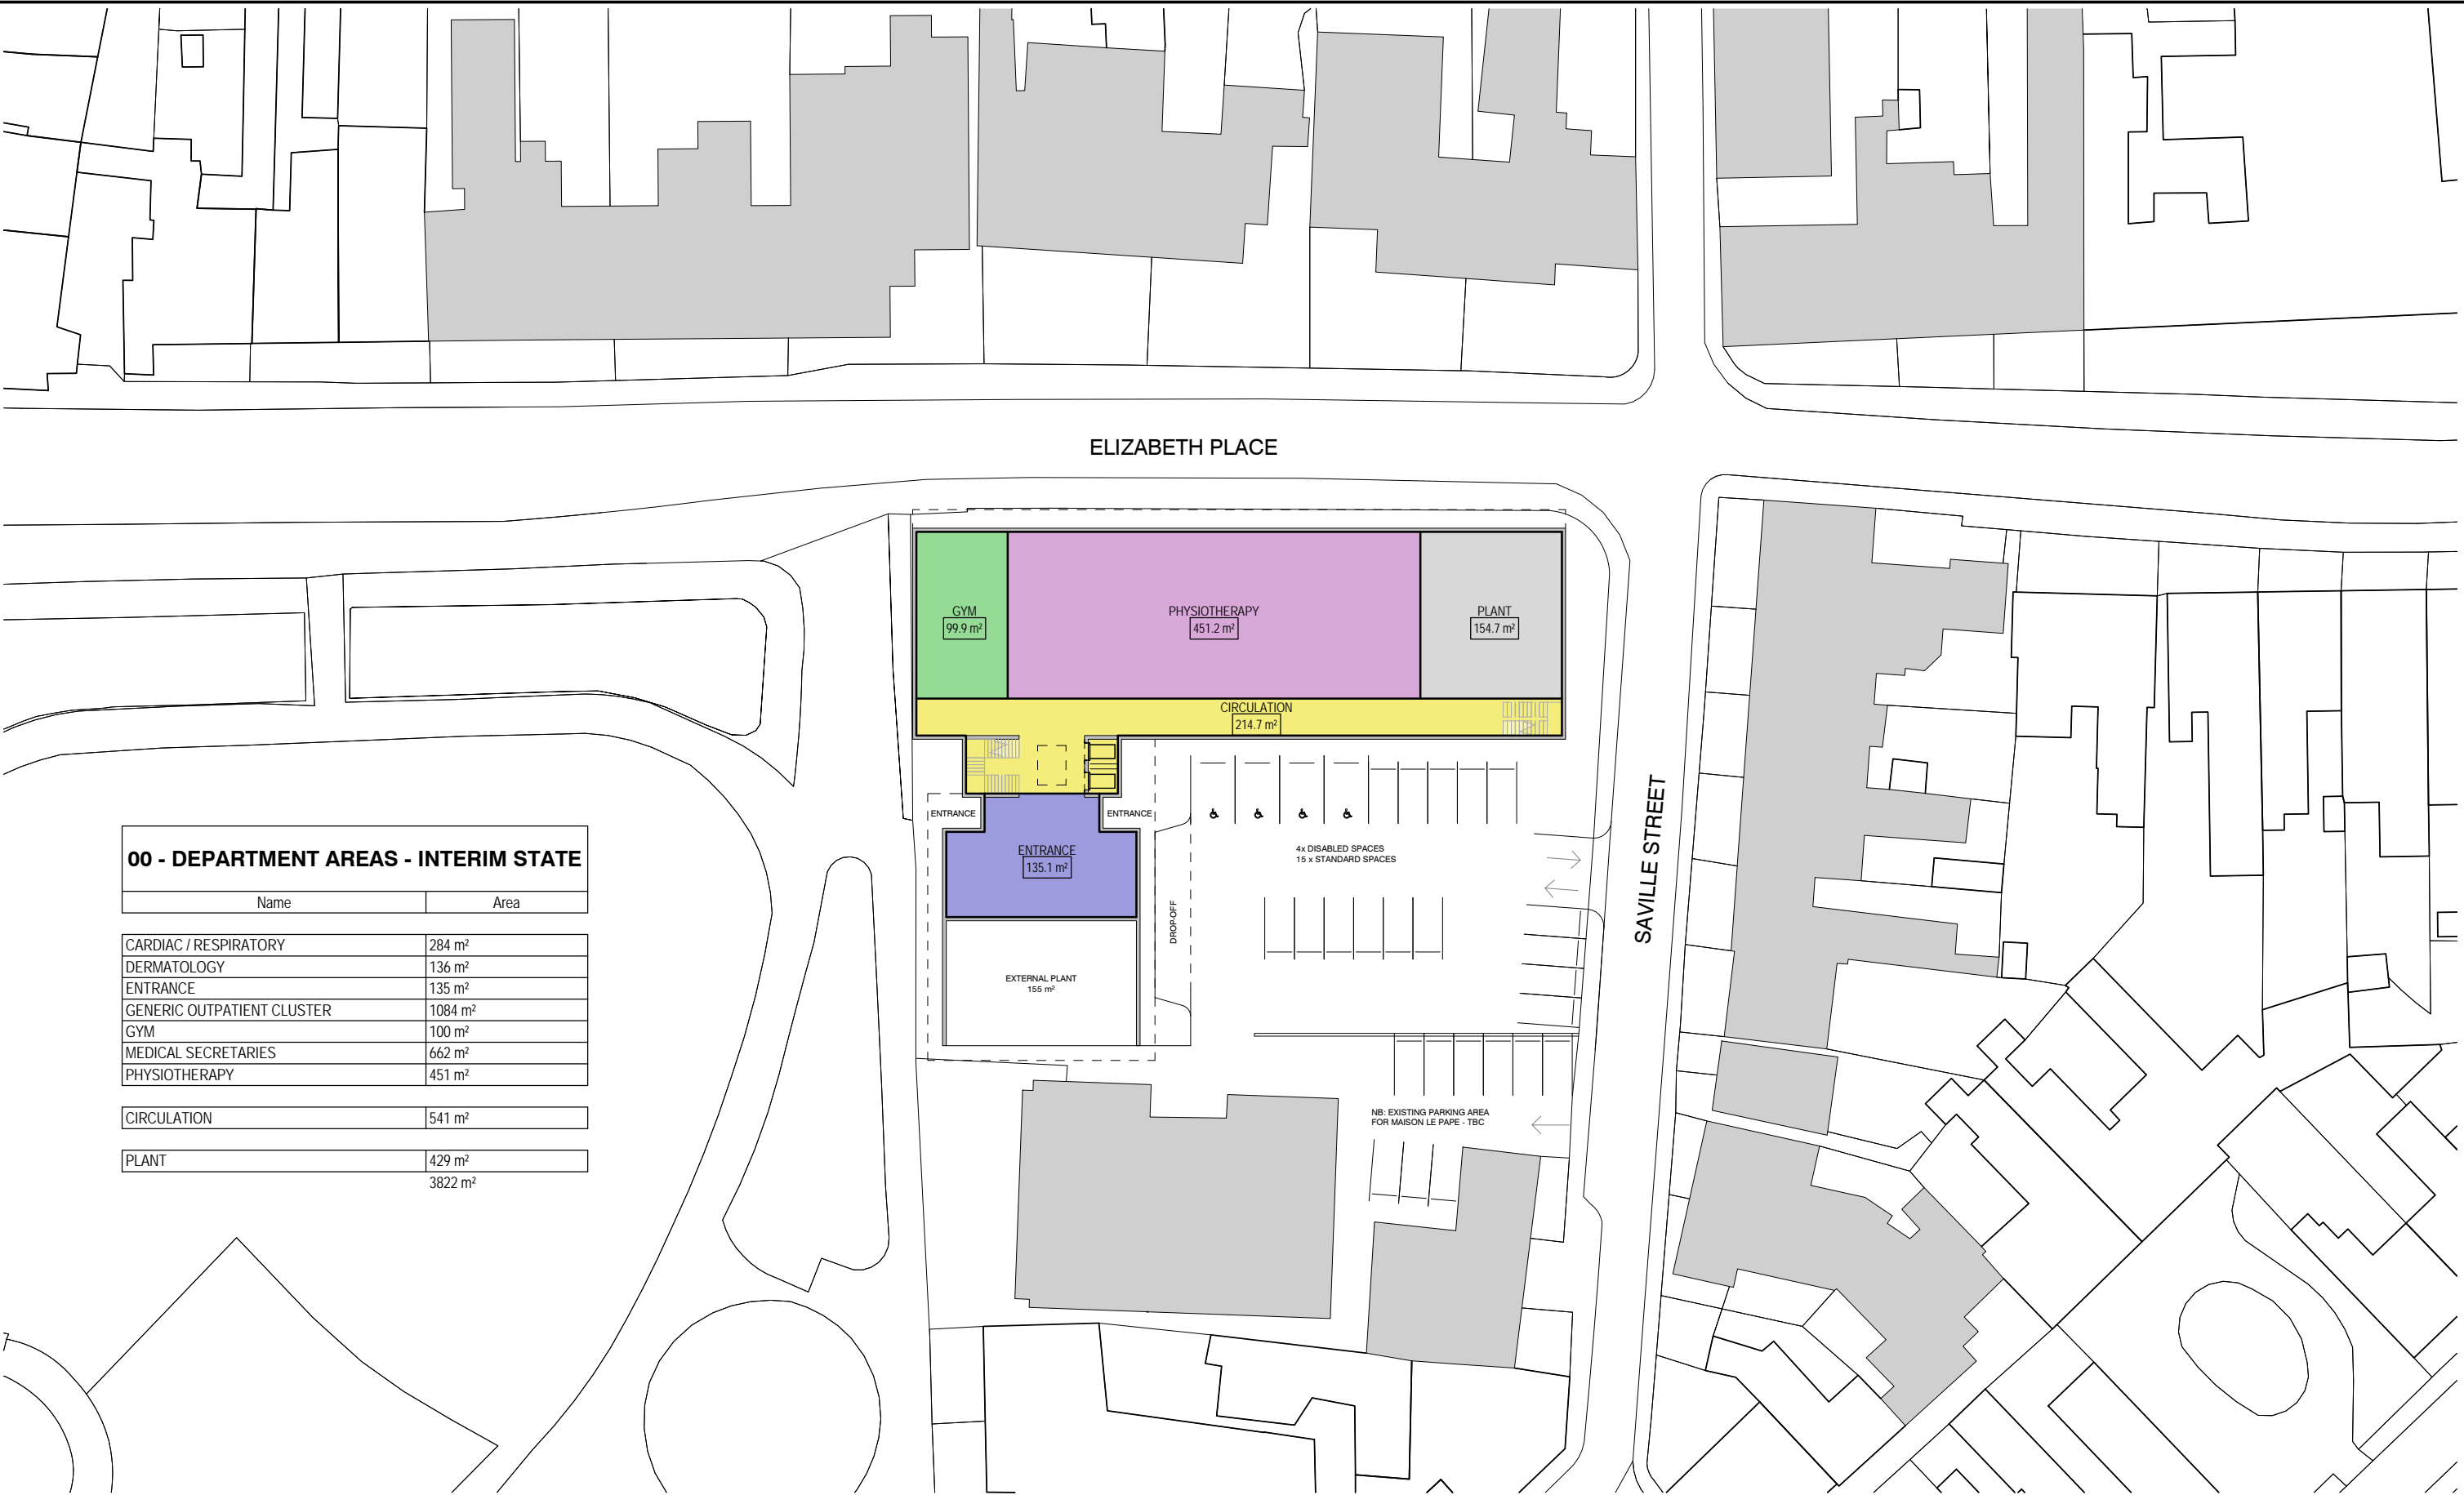 ELIZABETH PLACE
GYM
99.9 m²
PHYSIOTHERAPY
451.2 m²
PLANT
154.7 m²
CIRCULATION
214.7 m²
ENTRANCE
ENTRANCE
ENTRANCE
135.1 m²
4x DISABLED SPACES
15 x STANDARD SPACES
DROP-OFF
SAVILLE STREET
EXTERNAL PLANT
155 m²
NB: EXISTING PARKING AREA
FOR MAISON LE PAPE - TBC
00 - DEPARTMENT AREAS - INTERIM STATE
Name Area
CARDIAC / RESPIRATORY 284 m²
DERMATOLOGY 136 m²
ENTRANCE 135 m²
GENERIC OUTPATIENT CLUSTER 1084 m²
GYM 100 m²
MEDICAL SECRETARIES 662 m²
PHYSIOTHERAPY 451 m²
CIRCULATION 541 m²
PLANT 429 m²
3822 m²